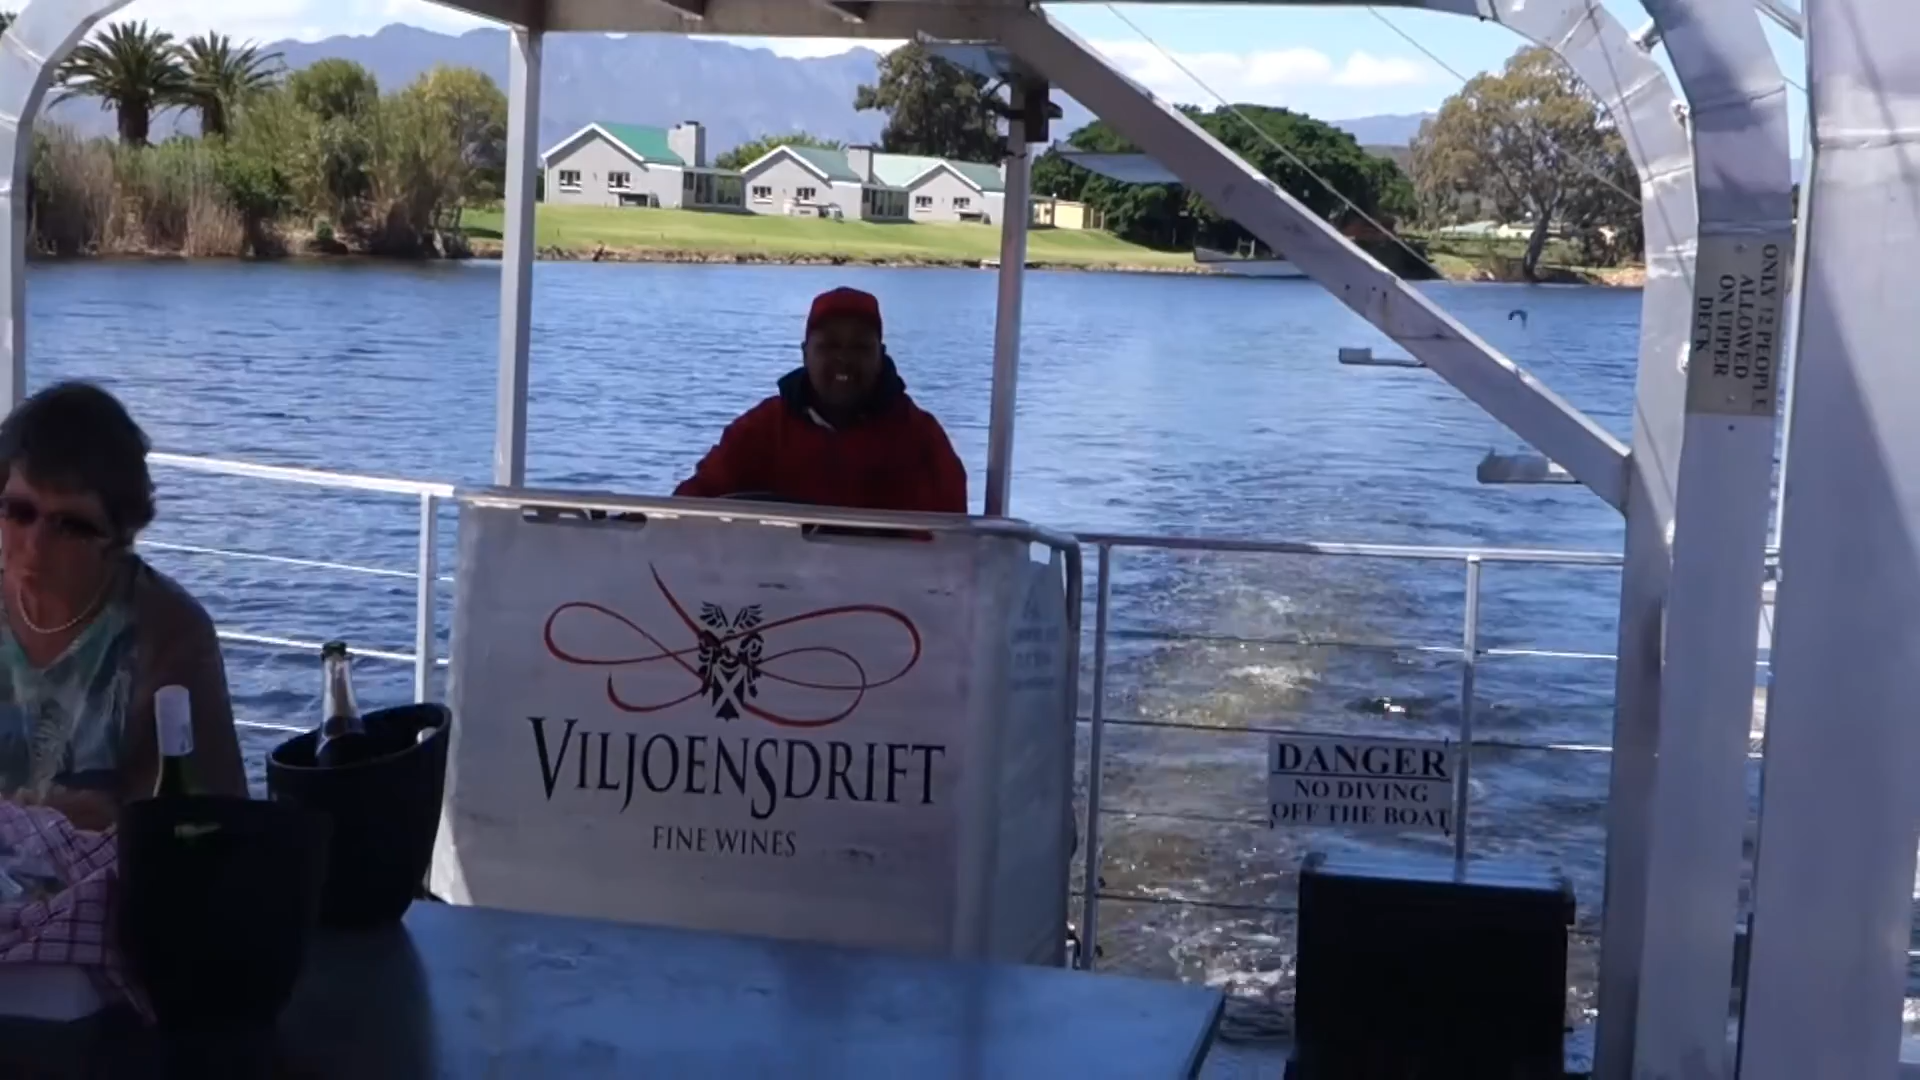 VILJOENSDRIFT
FINE WINES
DANGER
NO DIVING
OFF THE BOAT
ONLY 12 PEOPLE
ALLOWED
ON UPPER
DECK